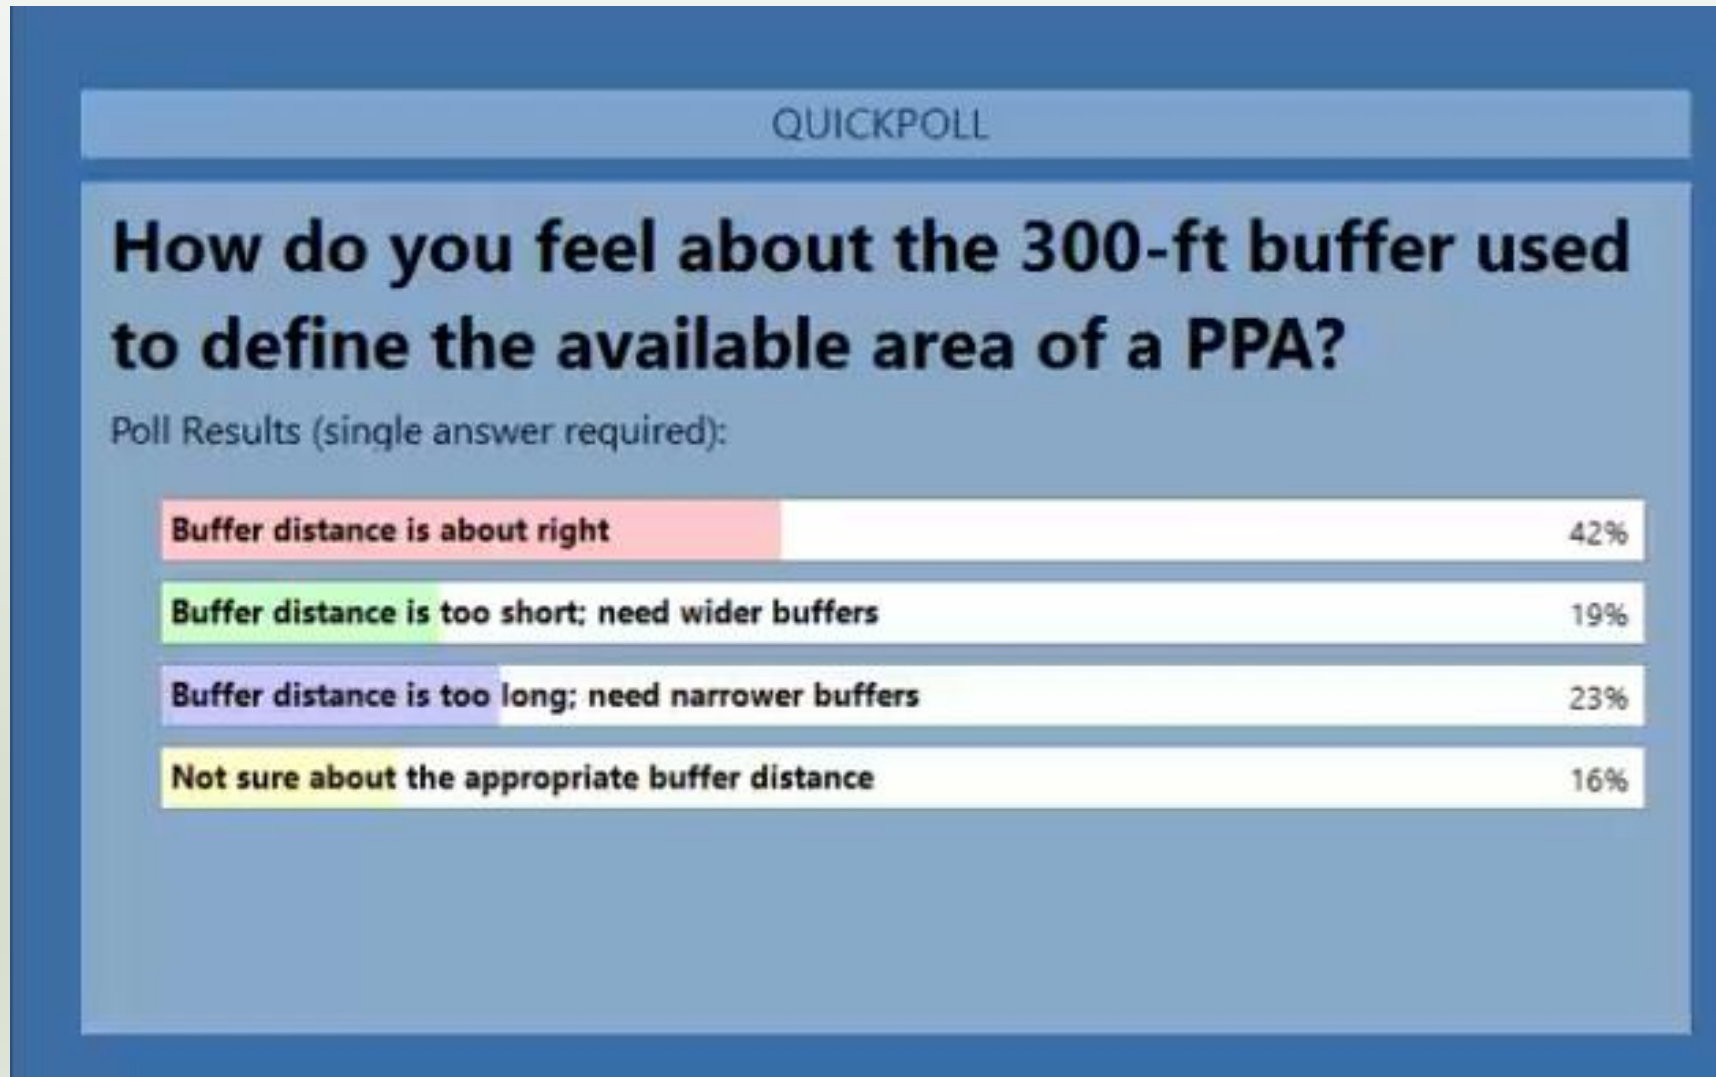 QUICKPOLL
How do you feel about the 300-ft buffer used
to define the available area of a PPA?
Poll Results (single answer required):
Buffer distance is about right 42%
Buffer distance is too short; need wider buffers 19%
Buffer distance is too long; need narrower buffers 23%
Not sure about the appropriate buffer distance 16%